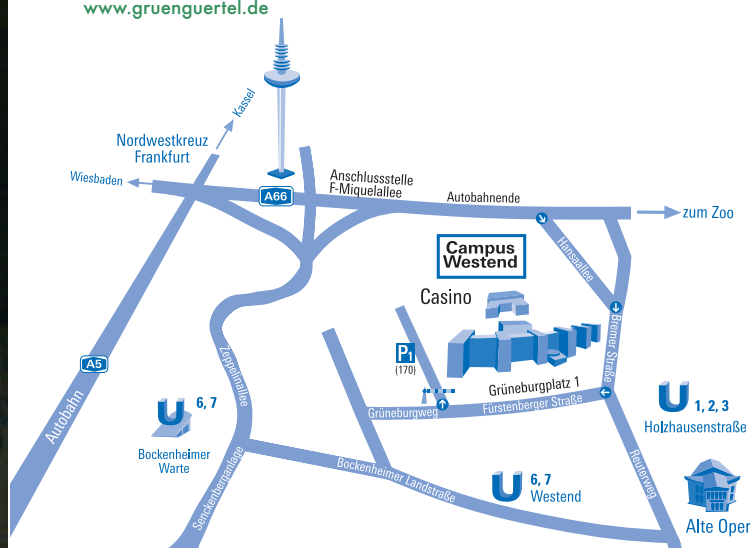 www.gruenguertel.de
Kassel
Nordwestkreuz
Frankfurt
Wiesbaden
A66
Anschlussstelle
F-Miquelallee
Autobahnende
zum Zoo
Campus
Westend
Hansaallee
Casino
Bremer Straße
Zeppelinallee
P1
(170)
A5
Autobahn
Grüneburgplatz 1
Grüneburgweg
Fürstenberger Straße
U 6, 7
Bockenheimer
Warte
U 1, 2, 3
Holzhausenstraße
Senckenberganlage
Bockenheimer Landstraße
Reuterweg
U 6, 7
Westend
Alte Oper